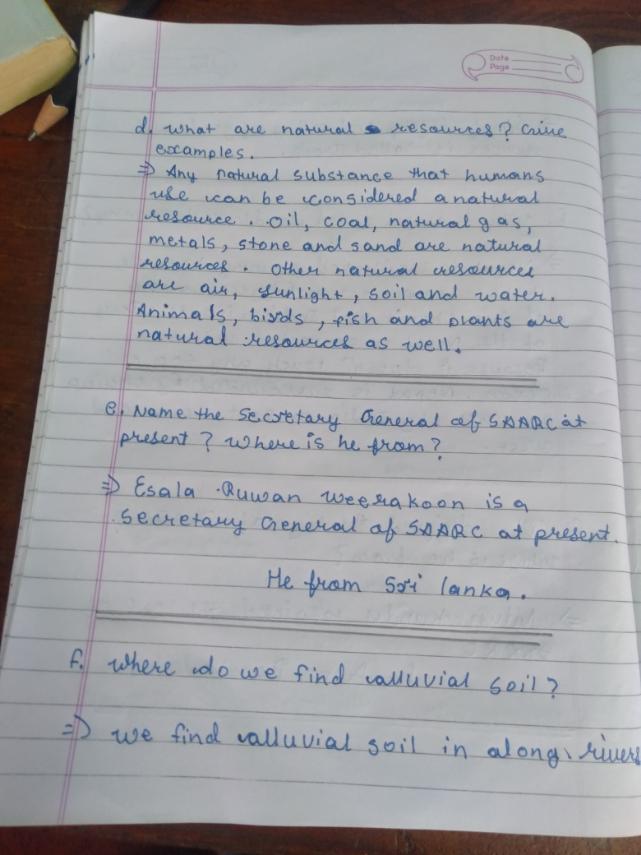 Date
Page
d. what are natural resources? Give
examples.
⇒ Any natural substance that humans
use can be considered a natural
resource. oil, coal, natural gas,
metals, stone and sand are natural
resources. Other natural resources
are air, sunlight, soil and water.
Animals, birds, fish and plants are
natural resources as well.
e. Name the Secretary General of SAARC at
present? Where is he from?
⇒ Esala Ruwan weerakoon is a
Secretary General of SAARC at present.
He from Sri lanka.
f. where do we find alluvial soil?
⇒ we find alluvial soil in along rivers